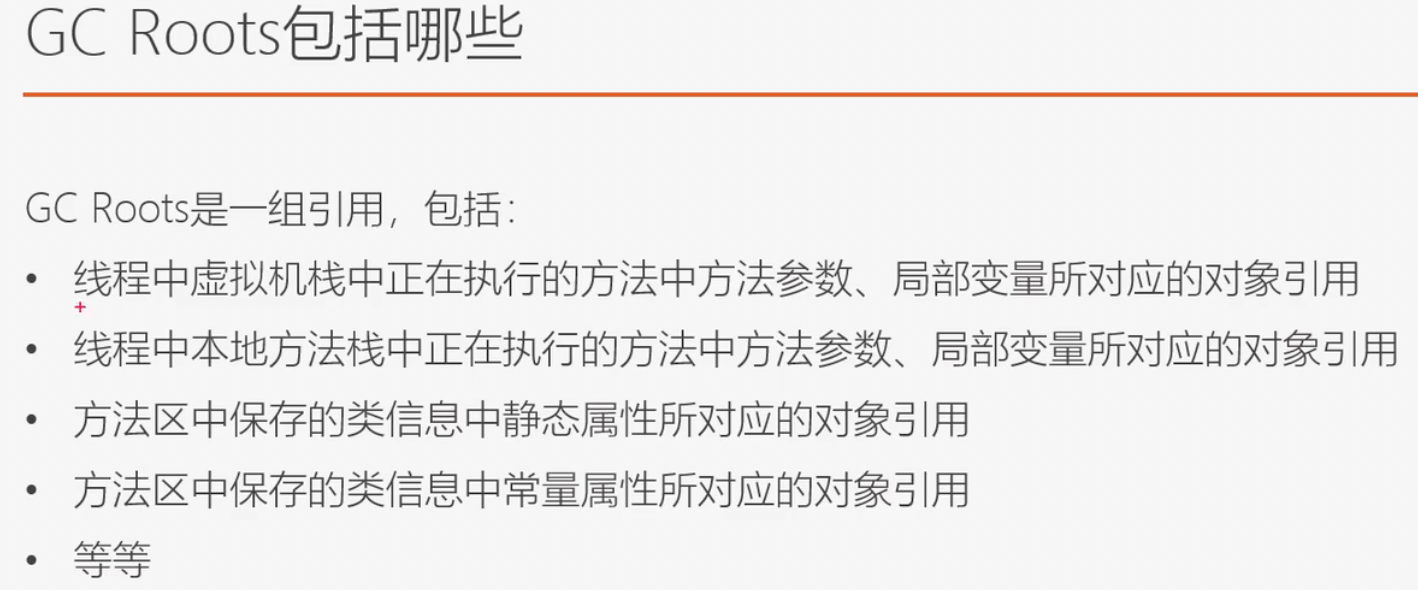 GC Roots包括哪些
GC Roots是一组引用，包括：
• 线程中虚拟机栈中正在执行的方法中方法参数、局部变量所对应的对象引用
• 线程中本地方法栈中正在执行的方法中方法参数、局部变量所对应的对象引用
• 方法区中保存的类信息中静态属性所对应的对象引用
• 方法区中保存的类信息中常量属性所对应的对象引用
• 等等